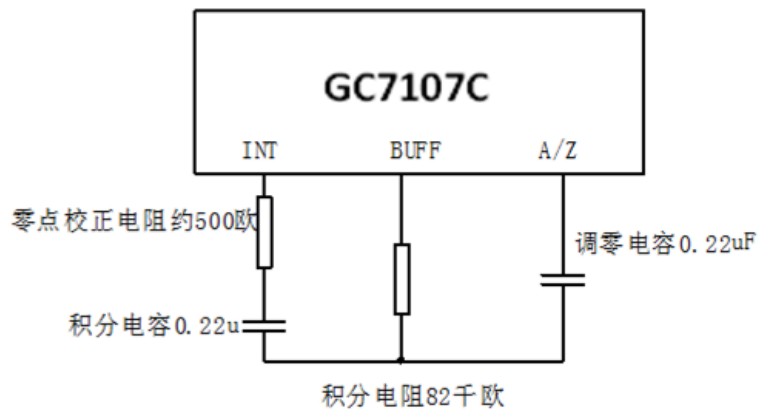 GC7107C
INT
BUFF
A/Z
零点校正电阻约500欧
调零电容0.22uF
积分电容0.22u
积分电阻82千欧